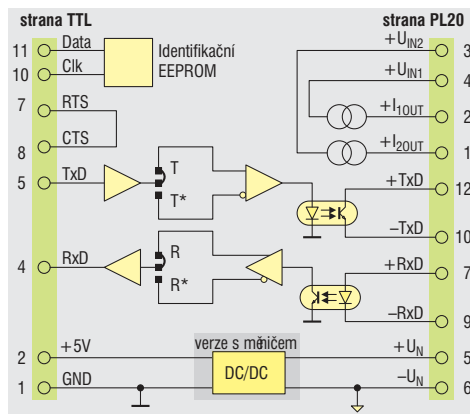 strana TTL
strana PL20
11 Data
10 Clk
Identifikační
EEPROM
7 RTS
8 CTS
5 TxD
T
T*
4 RxD
R
R*
2 +5V
1 GND
verze s měničem
DC/DC
+UIN2 3
+UIN1 4
+I1OUT 2
+I2OUT 1
+TxD 12
−TxD 10
+RxD 7
−RxD 9
+UN 5
−UN 6